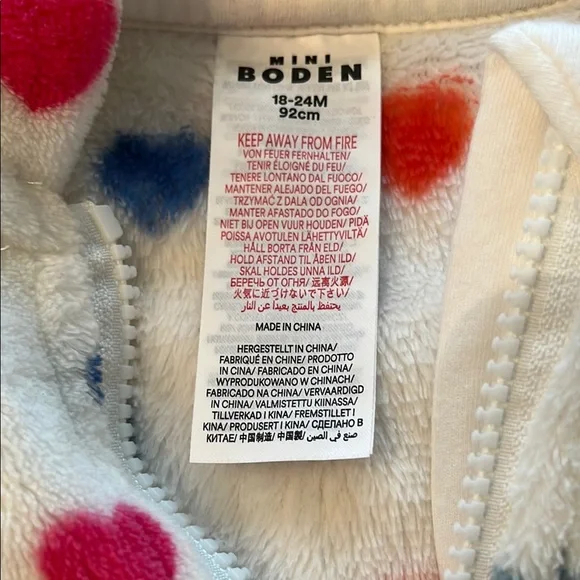 MINI
BODEN
18-24M
92cm
KEEP AWAY FROM FIRE
VON FEUER FERNHALTEN/
TENIR ÉLOIGNÉ DU FEU/
TENERE LONTANO DAL FUOCO/
MANTENER ALEJADO DEL FUEGO/
TRZYMAĆ Z DALA OD OGNIA/
MANTER AFASTADO DO FOGO/
NIET BIJ OPEN VUUR HOUDEN/ PIDÄ
POISSA AVOTULEN LÄHETTYVILTÄ/
HÅLL BORTA FRÅN ELD/
HOLD AFSTAND TIL ÅBEN ILD/
SKAL HOLDES UNNA ILD/
БЕРЕЧЬ ОТ ОГНЯ/ 远离火源/
火気に近づけないで下さい/
يحتفظ بالمنتج بعيدا عن النار
MADE IN CHINA
HERGESTELLT IN CHINA/
FABRIQUÉ EN CHINE/ PRODOTTO
IN CINA/ FABRICADO EN CHINA/
WYPRODUKOWANO W CHINACH/
FABRICADO NA CHINA/ VERVAARDIGD
IN CHINA/ VALMISTETTU KIINASSA/
TILLVERKAD I KINA/ FREMSTILLET I
KINA/ PRODUSERT I KINA/ СДЕЛАНО В
КИТАЕ/ 中国制造/ 中国製/ صنع في الصين